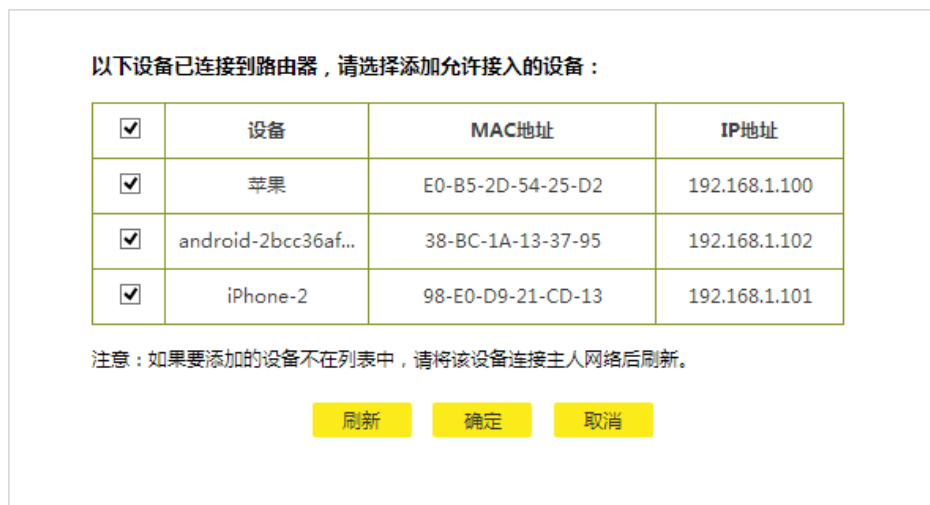 以下设备已连接到路由器，请选择添加允许接入的设备：
设备 MAC地址 IP地址
苹果 E0-B5-2D-54-25-D2 192.168.1.100
android-2bcc36af... 38-BC-1A-13-37-95 192.168.1.102
iPhone-2 98-E0-D9-21-CD-13 192.168.1.101
注意：如果要添加的设备不在列表中，请将该设备连接主人网络后刷新。
刷新 确定 取消